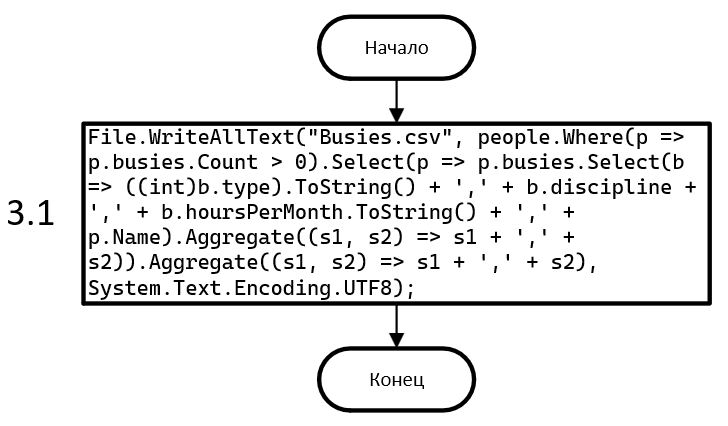 Начало
3.1
File.WriteAllText("Busies.csv", people.Where(p =>
p.busies.Count > 0).Select(p => p.busies.Select(b
=> ((int)b.type).ToString() + ',' + b.discipline +
',' + b.hoursPerMonth.ToString() + ',' +
p.Name).Aggregate((s1, s2) => s1 + ',' +
s2)).Aggregate((s1, s2) => s1 + ',' + s2),
System.Text.Encoding.UTF8);
Конец